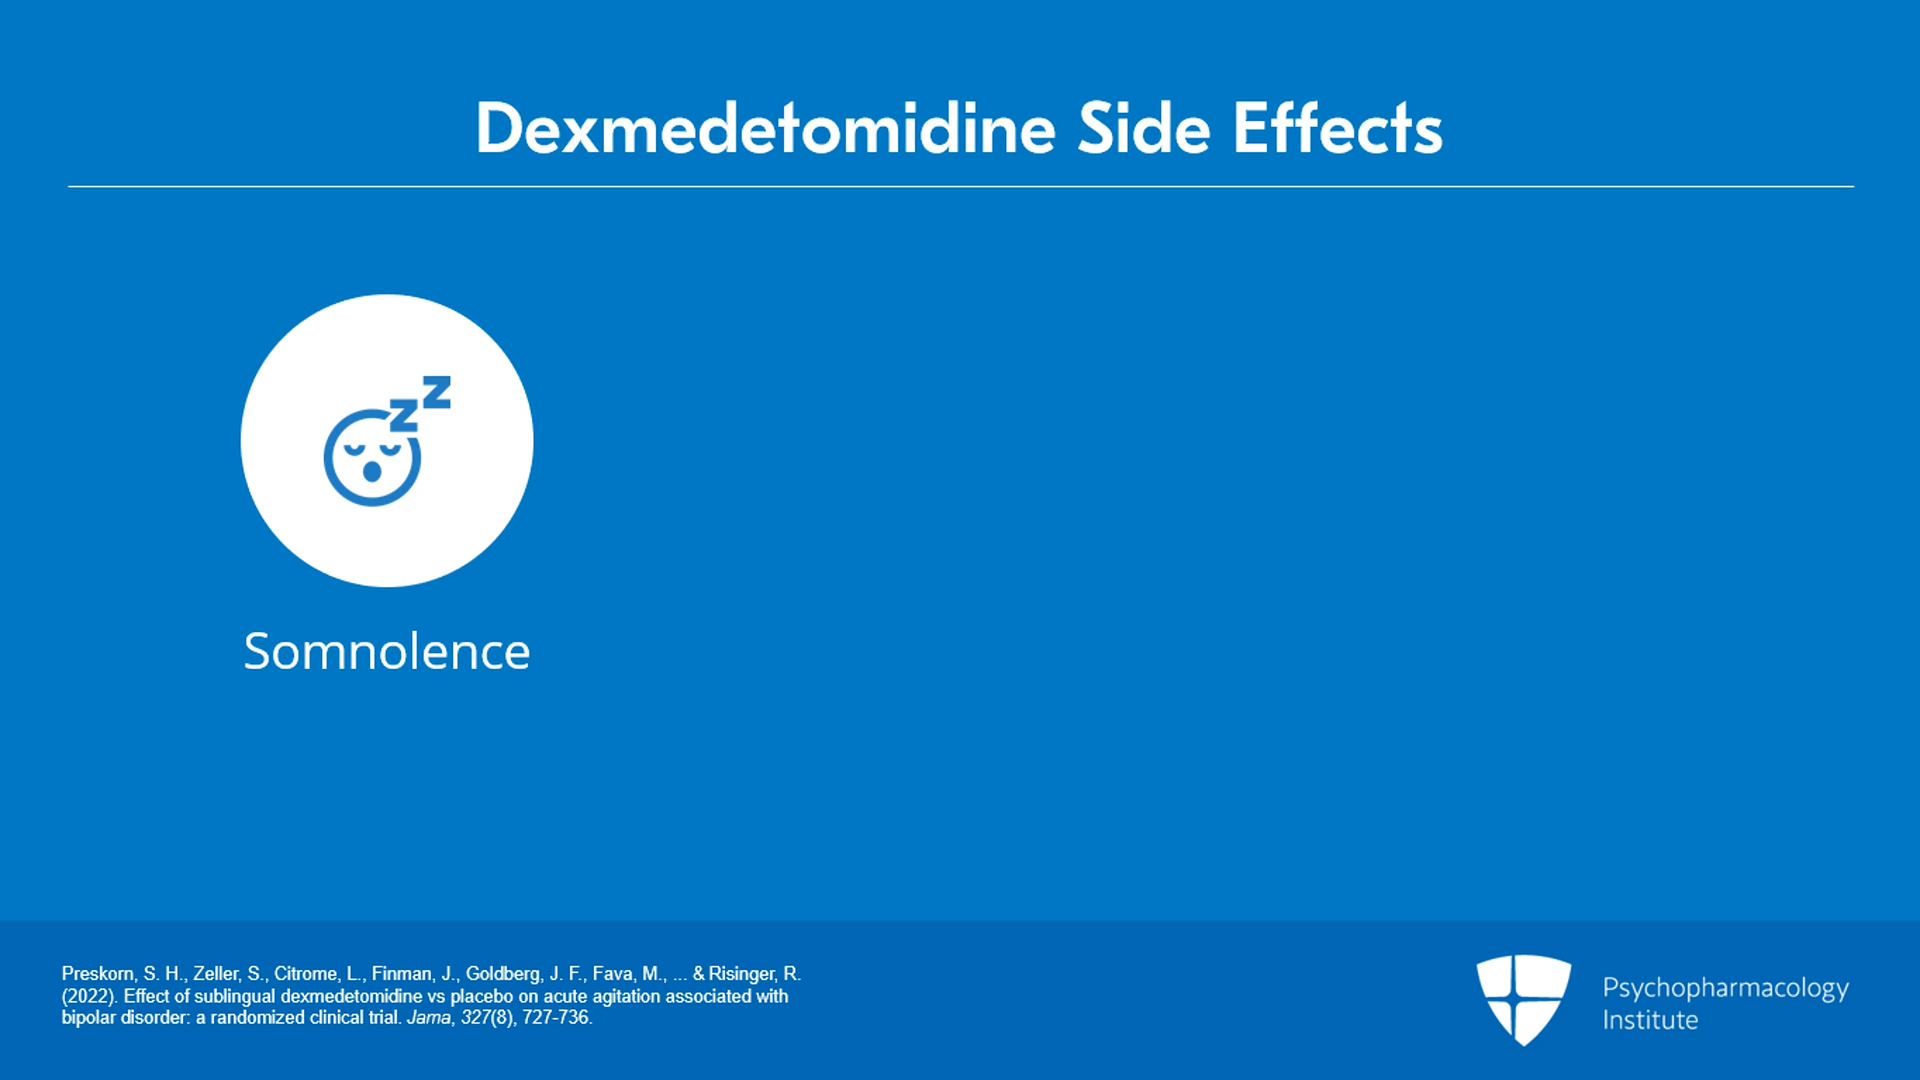 Dexmedetomidine Side Effects
z z
Somnolence
Preskorn, S. H., Zeller, S., Citrome, L., Finman, J., Goldberg, J. F., Fava, M., ... & Risinger, R.
(2022). Effect of sublingual dexmedetomidine vs placebo on acute agitation associated with
bipolar disorder: a randomized clinical trial. Jama, 327(8), 727-736.
Psychopharmacology
Institute